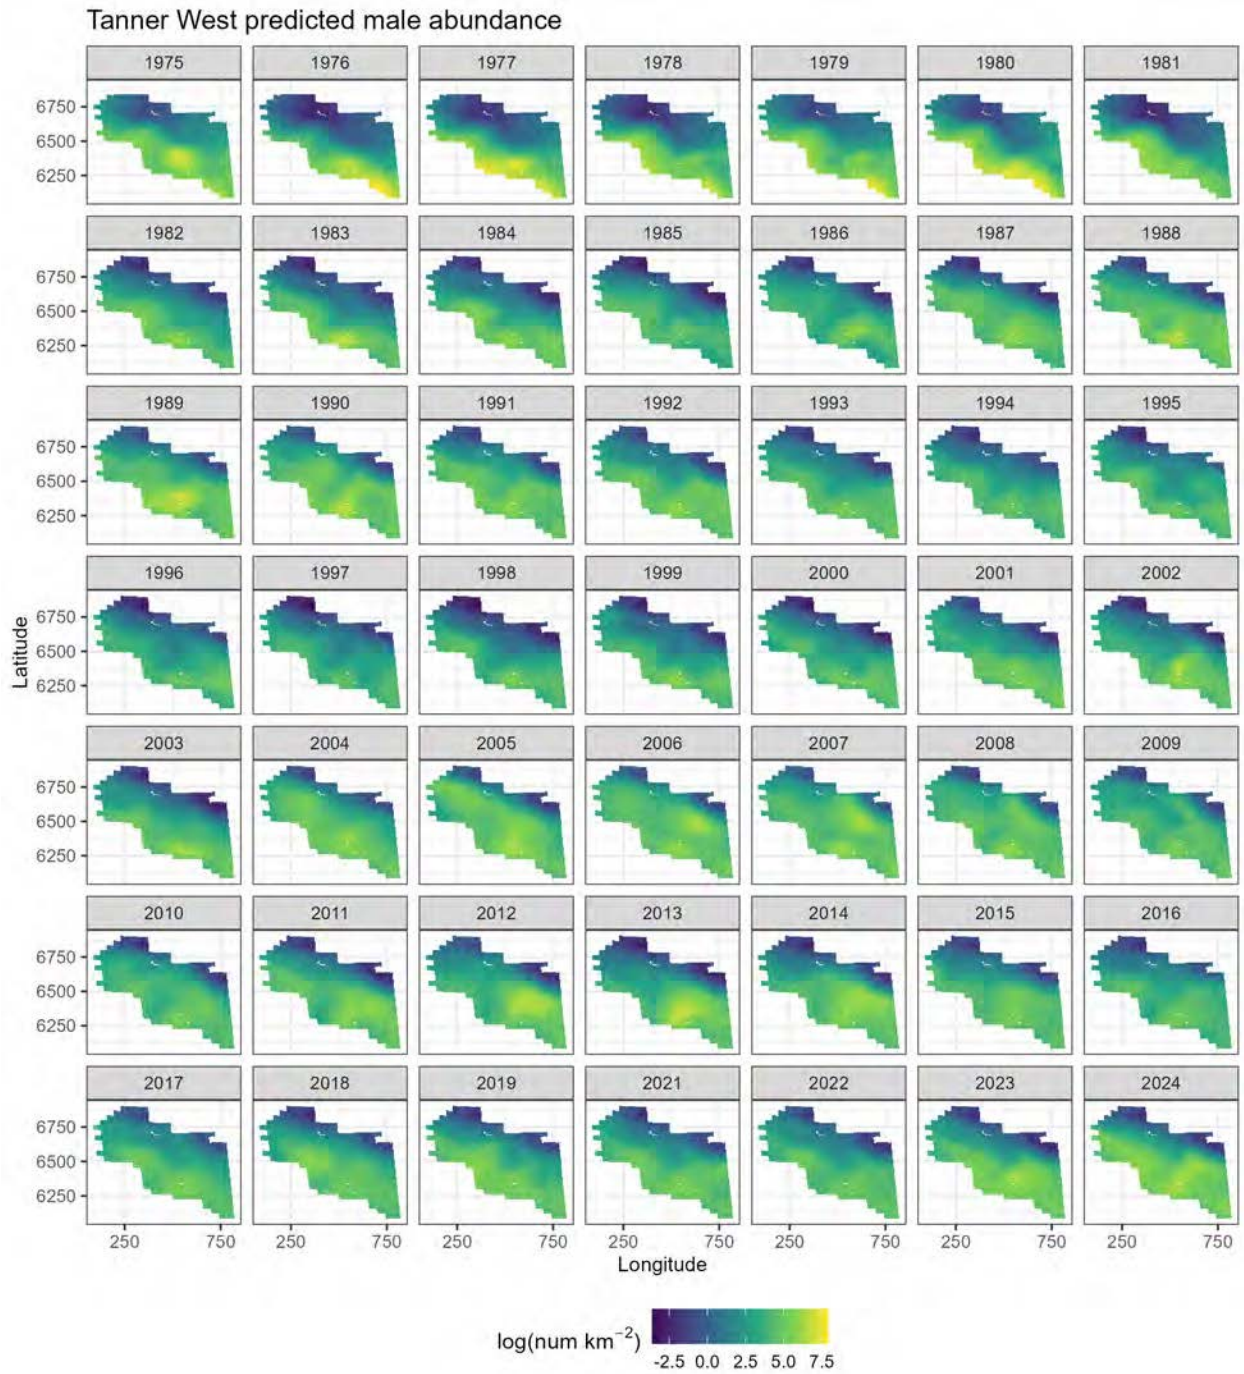 Tanner West predicted male abundance
1975 1976 1977 1978 1979 1980 1981
6750
6500
6250
1982 1983 1984 1985 1986 1987 1988
6750
6500
6250
1989 1990 1991 1992 1993 1994 1995
6750
6500
6250
1996 1997 1998 1999 2000 2001 2002
6750
6500
6250
Latitude
2003 2004 2005 2006 2007 2008 2009
6750
6500
6250
2010 2011 2012 2013 2014 2015 2016
6750
6500
6250
2017 2018 2019 2021 2022 2023 2024
6750
6500
6250
250 750 250 750 250 750 250 750 250 750 250 750 250 750
Longitude
log(num km⁻²)
-2.5 0.0 2.5 5.0 7.5